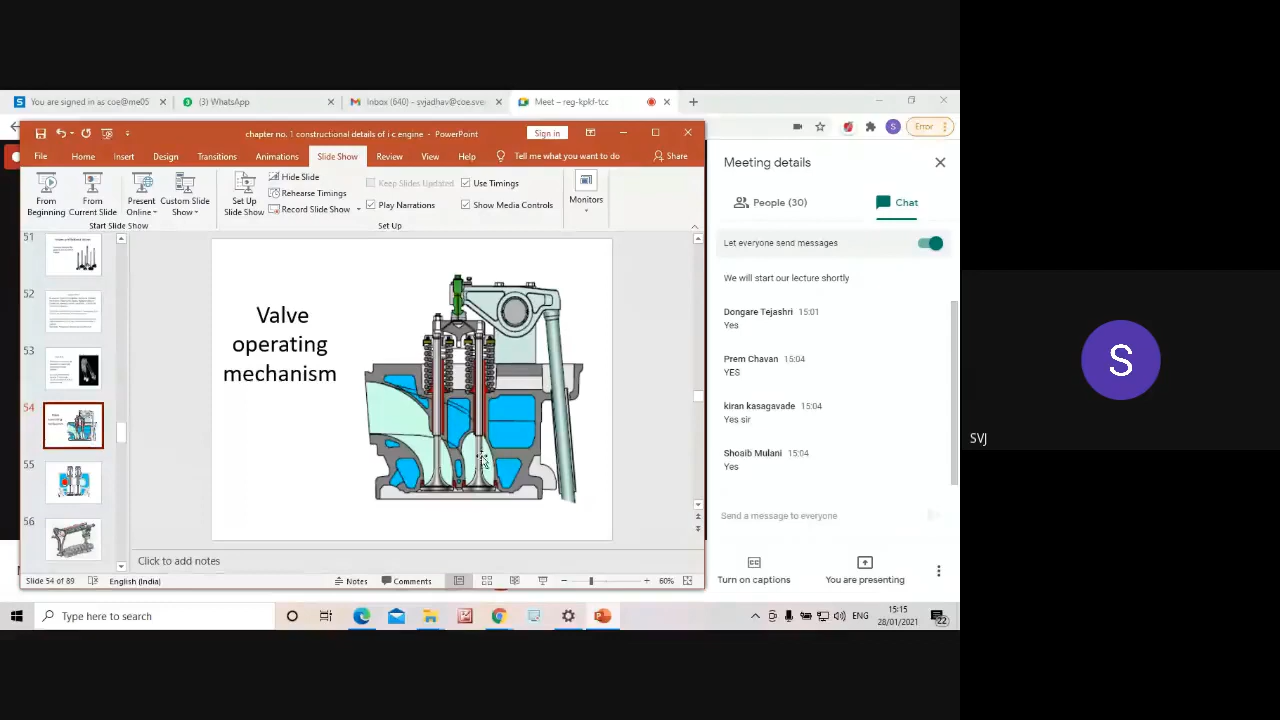 You are signed in as coe@me05
(3) WhatsApp
Inbox (640) - svjadhav@coe.sve
Meet – reg-kpkf-tcc
chapter no. 1 constructional details of i c engine - PowerPoint
Sign in
Error
File
Home
Insert
Design
Transitions
Animations
Slide Show
Review
View
Help
Tell me what you want to do
Share
From Beginning
From Current Slide
Present Online
Custom Slide Show
Set Up Slide Show
Hide Slide
Rehearse Timings
Record Slide Show
Keep Slides Updated
Play Narrations
Use Timings
Show Media Controls
Monitors
Start Slide Show
Set Up
51
52
53
54
55
56
Valve
operating
mechanism
Click to add notes
Slide 54 of 89
English (India)
Notes
Comments
60%
Meeting details
People (30)
Chat
Let everyone send messages
We will start our lecture shortly
Dongare Tejashri 15:01
Yes
Prem Chavan 15:04
YES
kiran kasagavade 15:04
Yes sir
Shoaib Mulani 15:04
Yes
Send a message to everyone
Turn on captions
You are presenting
Type here to search
ENG
15:15
28/01/2021
22
S
SVJ